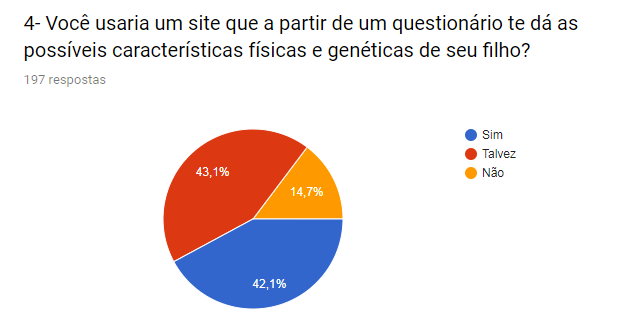 4- Você usaria um site que a partir de um questionário te dá as
possíveis características físicas e genéticas de seu filho?
197 respostas
Sim
Talvez
Não
43,1%
14,7%
42,1%